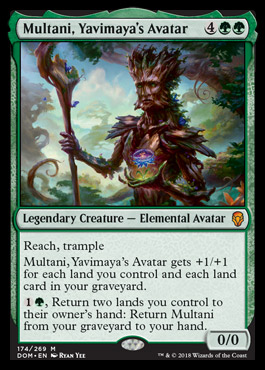 Multani, Yavimaya's Avatar 4
Legendary Creature — Elemental Avatar
Reach, trample
Multani, Yavimaya's Avatar gets +1/+1
for each land you control and each land
card in your graveyard.
1 , Return two lands you control to
their owner's hand: Return Multani
from your graveyard to your hand.
174/269 M
DOM • EN Ryan Yee
0/0
™ & © 2018 Wizards of the Coast